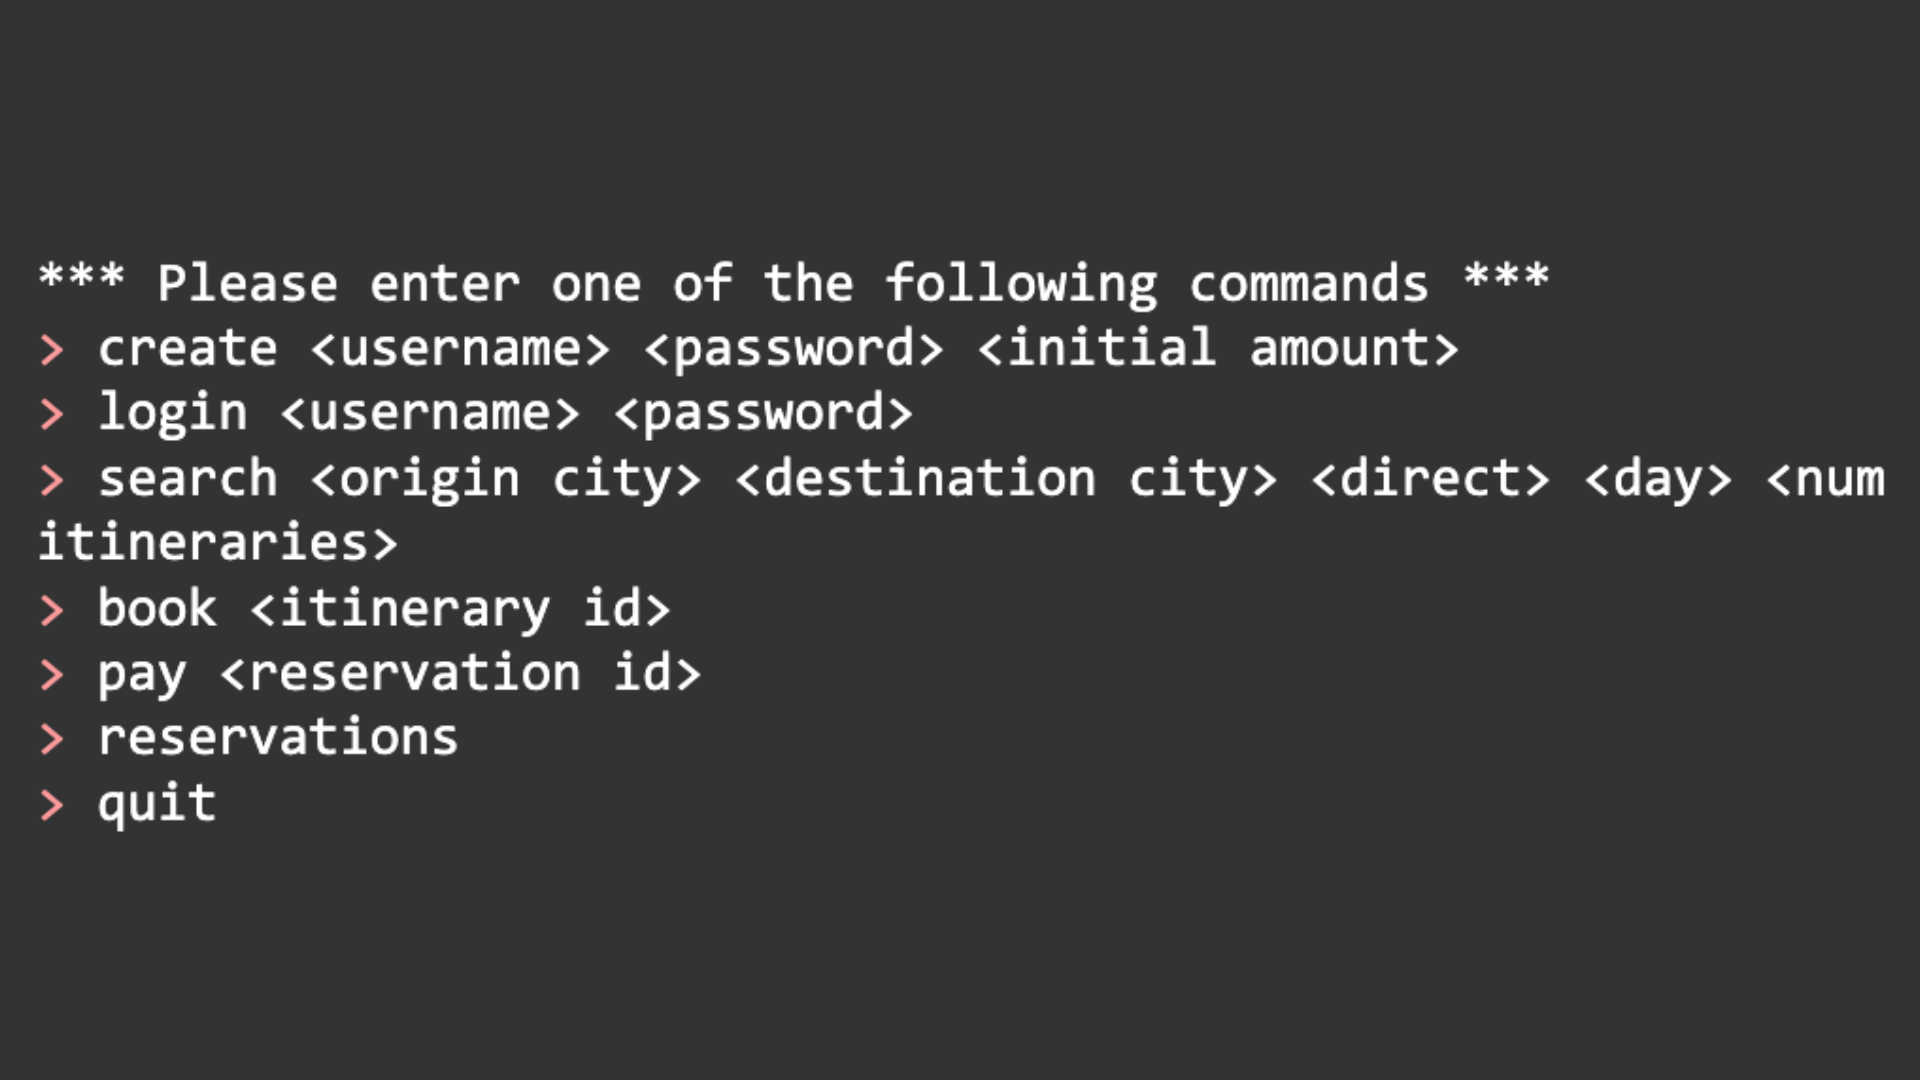 *** Please enter one of the following commands ***
> create <username> <password> <initial amount>
> login <username> <password>
> search <origin city> <destination city> <direct> <day> <num
itineraries>
> book <itinerary id>
> pay <reservation id>
> reservations
> quit